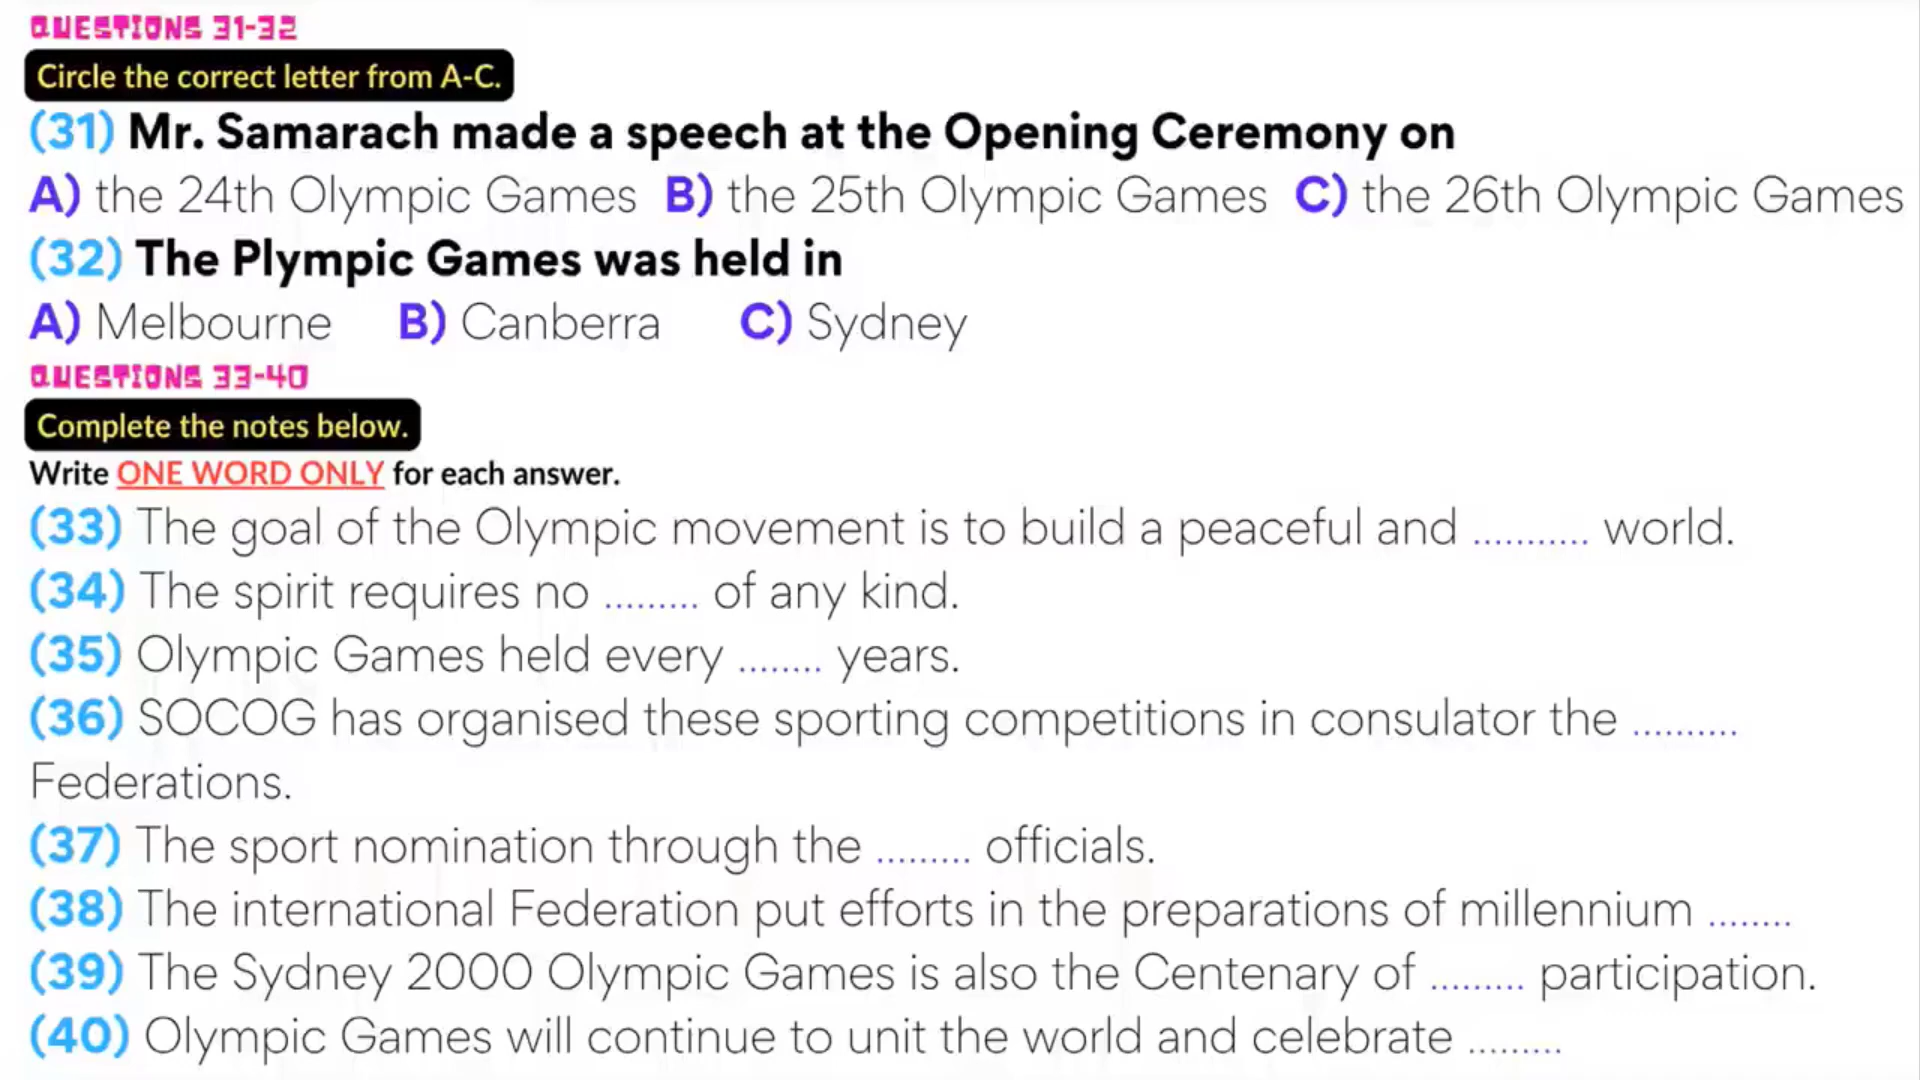 QUESTIONS 31-32
Circle the correct letter from A-C.
(31) Mr. Samarach made a speech at the Opening Ceremony on
A) the 24th Olympic Games B) the 25th Olympic Games C) the 26th Olympic Games
(32) The Plympic Games was held in
A) Melbourne B) Canberra C) Sydney
QUESTIONS 33-40
Complete the notes below.
Write ONE WORD ONLY for each answer.
(33) The goal of the Olympic movement is to build a peaceful and ........... world.
(34) The spirit requires no ......... of any kind.
(35) Olympic Games held every ........ years.
(36) SOCOG has organised these sporting competitions in consulator the ..........
Federations.
(37) The sport nomination through the ......... officials.
(38) The international Federation put efforts in the preparations of millennium ........
(39) The Sydney 2000 Olympic Games is also the Centenary of ......... participation.
(40) Olympic Games will continue to unit the world and celebrate .........